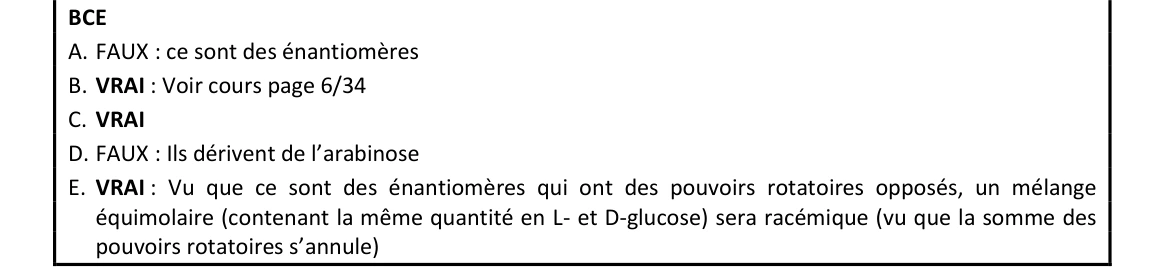 BCE
A. FAUX : ce sont des énantiomères
B. VRAI : Voir cours page 6/34
C. VRAI
D. FAUX : Ils dérivent de l’arabinose
E. VRAI : Vu que ce sont des énantiomères qui ont des pouvoirs rotatoires opposés, un mélange
équimolaire (contenant la même quantité en L- et D-glucose) sera racémique (vu que la somme des
pouvoirs rotatoires s’annule)